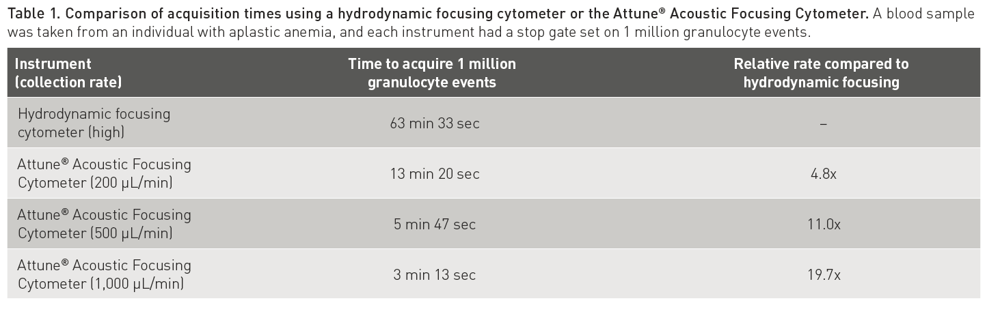 Table 1. Comparison of acquisition times using a hydrodynamic focusing cytometer or the Attune® Acoustic Focusing Cytometer. A blood sample
was taken from an individual with aplastic anemia, and each instrument had a stop gate set on 1 million granulocyte events.
Instrument
(collection rate)
Time to acquire 1 million
granulocyte events
Relative rate compared to
hydrodynamic focusing
Hydrodynamic focusing
cytometer (high)
63 min 33 sec
–
Attune® Acoustic Focusing
Cytometer (200 µL/min)
13 min 20 sec
4.8x
Attune® Acoustic Focusing
Cytometer (500 µL/min)
5 min 47 sec
11.0x
Attune® Acoustic Focusing
Cytometer (1,000 µL/min)
3 min 13 sec
19.7x